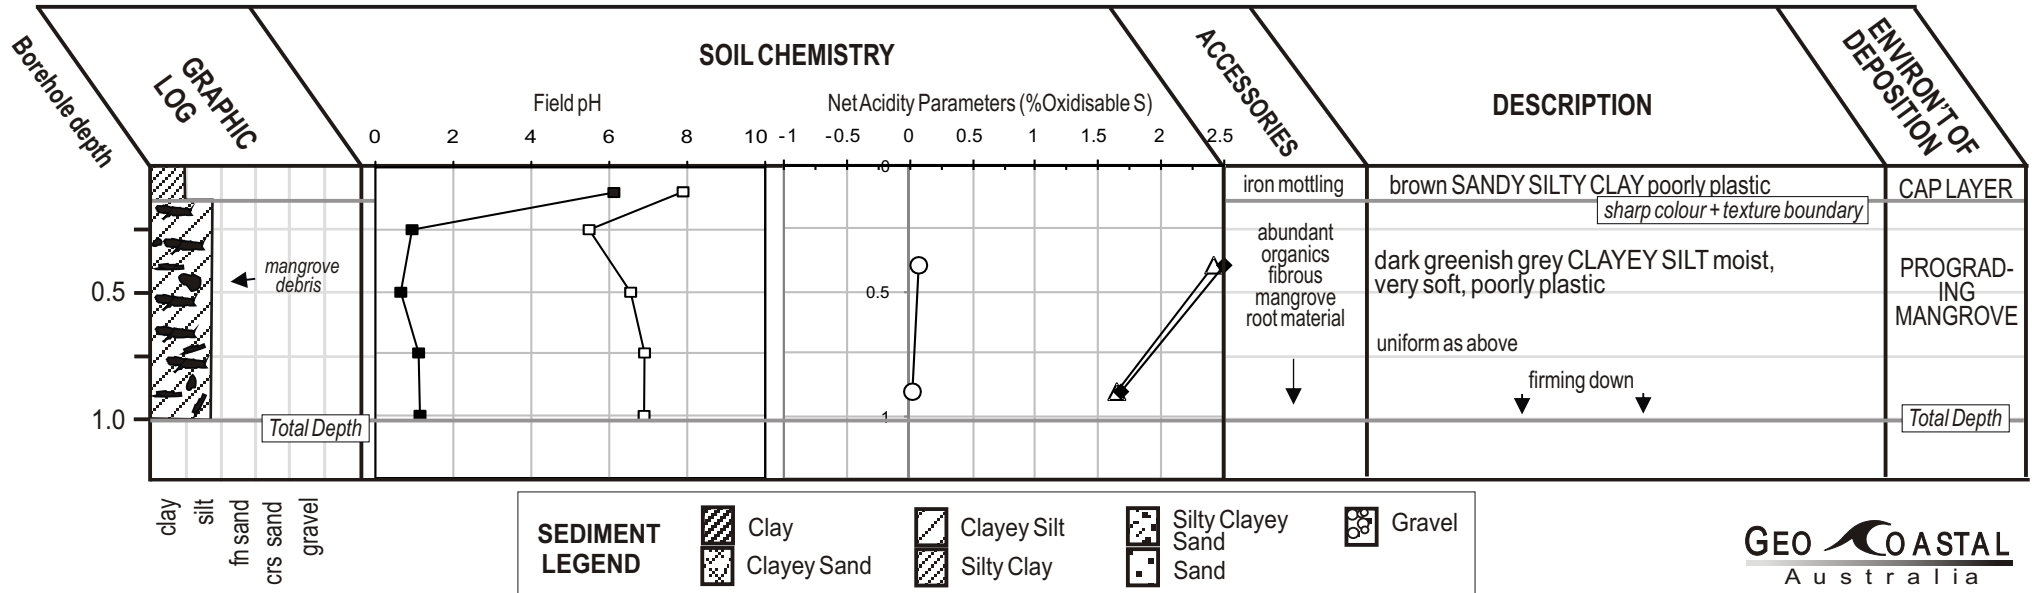 Borehole depth
GRAPHIC
LOG
SOIL CHEMISTRY
Field pH
0 2 4 6 8 10
Net Acidity Parameters (%Oxidisable S)
-1 -0.5 0 0.5 1 1.5 2 2.5
ACCESSORIES
DESCRIPTION
ENVIRON'T OF
DEPOSITION
0
iron mottling
brown SANDY SILTY CLAY poorly plastic
CAP LAYER
sharp colour + texture boundary
mangrove
debris
0.5
0.5
abundant
organics
fibrous
mangrove
root material
dark greenish grey CLAYEY SILT moist,
very soft, poorly plastic
uniform as above
firming down
PROGRAD-
ING
MANGROVE
1.0
1
Total Depth
Total Depth
clay
silt
fn sand
crs sand
gravel
SEDIMENT
LEGEND
Clay
Clayey Sand
Clayey Silt
Silty Clay
Silty Clayey
Sand
Sand
Gravel
GEO COASTAL
Australia